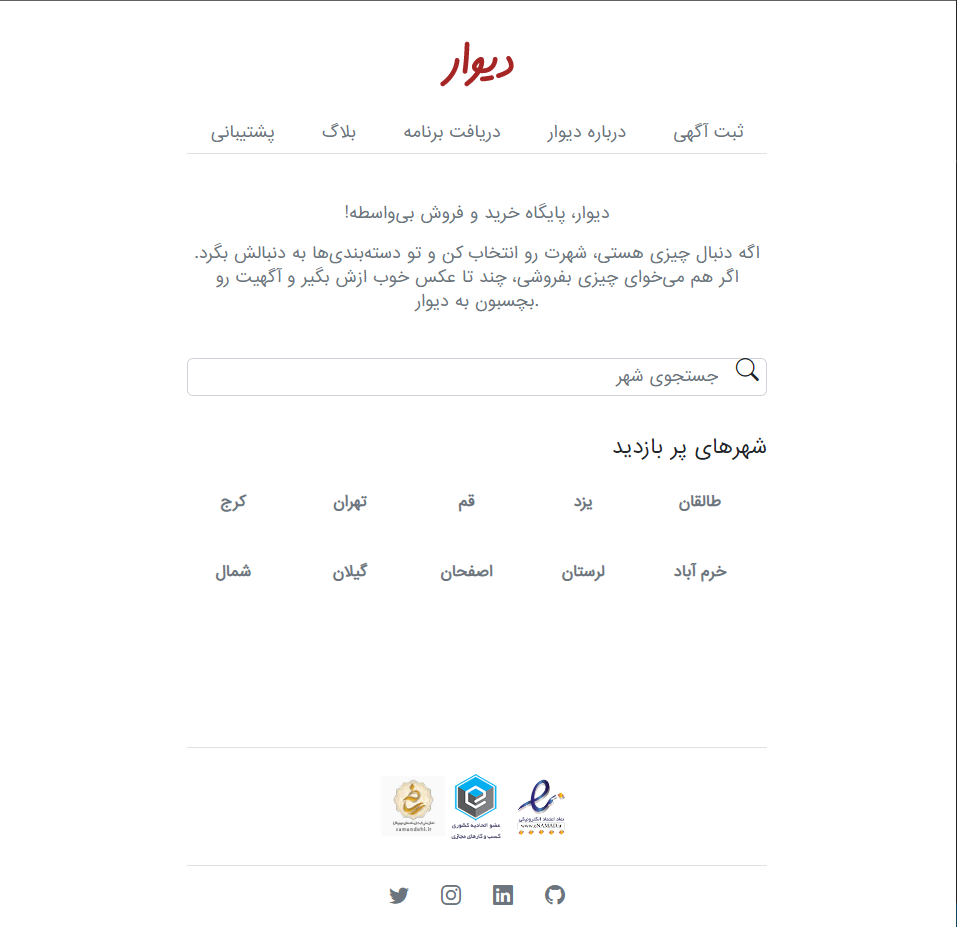 دیوار
ثبت آگهی درباره دیوار دریافت برنامه بلاگ پشتیبانی
دیوار، پایگاه خرید و فروش بی‌واسطه!
اگه دنبال چیزی هستی، شهرت رو انتخاب کن و تو دسته‌بندی‌ها به دنبالش بگرد.
اگر هم می‌خوای چیزی بفروشی، چند تا عکس خوب ازش بگیر و آگهیت رو
.بچسبون به دیوار
جستجوی شهر
شهرهای پر بازدید
طالقان یزد قم تهران کرج
خرم آباد لرستان اصفحان گیلان شمال
نماد اعتماد الکترونیکی
www.eNAMAD.ir
عضو اتحادیه کشوری
کسب و کارهای مجازی
samandehi.ir